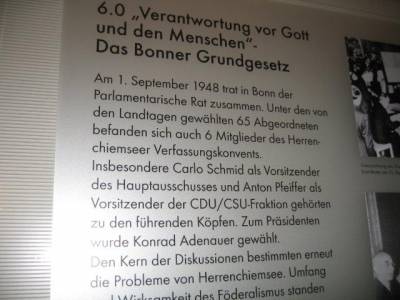 6.0 „Verantwortung vor Gott
und den Menschen"-
Das Bonner Grundgesetz
Am 1. September 1948 trat in Bonn der
Parlamentarische Rat zusammen. Unter den von
den Landtagen gewählten 65 Abgeordneten
befanden sich auch 6 Mitglieder des Herren-
chiemseer Verfassungskonvents.
Insbesondere Carlo Schmid als Vorsitzender
des Hauptausschusses und Anton Pfeiffer als
Vorsitzender der CDU/CSU-Fraktion gehörten
zu den führenden Köpfen. Zum Präsidenten
wurde Konrad Adenauer gewählt.
Den Kern der Diskussionen bestimmten erneut
die Probleme von Herrenchiemsee. Umfang
und Wirksamkeit des Föderalismus standen